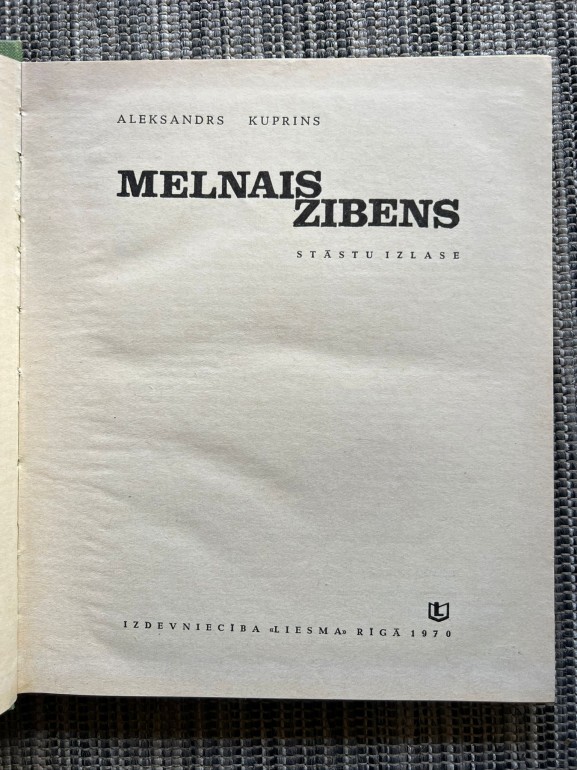 ALEKSANDRS KUPRINS
MELNAIS
ZIBENS
STĀSTU IZLASE
IZDEVNIECĪBA «LIESMA» RĪGĀ 1970